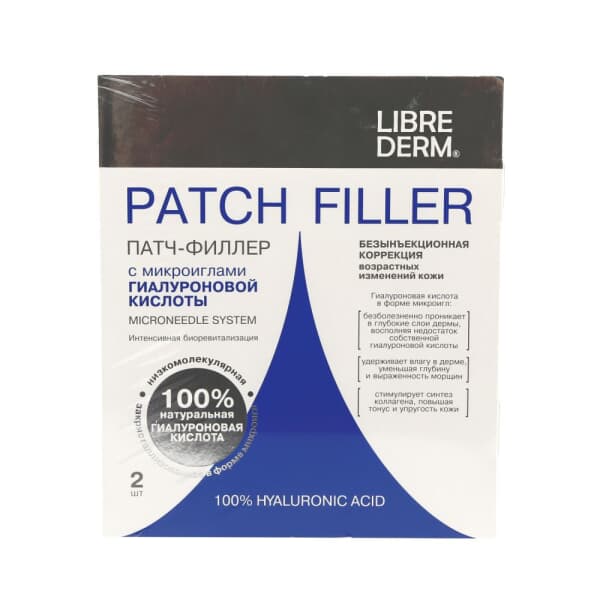 LIBRE
DERM®
PATCH FILLER
ПАТЧ-ФИЛЛЕР
с микроиглами
ГИАЛУРОНОВОЙ
КИСЛОТЫ
MICRONEEDLE SYSTEM
Интенсивная биоревитализация
БЕЗЫНЪЕКЦИОННАЯ
КОРРЕКЦИЯ
возрастных
изменений кожи
Гиалуроновая кислота
в форме микроигл:
безболезненно проникает
в глубокие слои дермы,
восполняя недостаток
собственной
гиалуроновой кислоты
удерживает влагу в дерме,
уменьшая глубину
и выраженность морщин
стимулирует синтез
коллагена, повышая
тонус и упругость кожи
низкомолекулярная
100%
натуральная
ГИАЛУРОНОВАЯ
КИСЛОТА
в форме микроигл
2
шт
100% HYALURONIC ACID